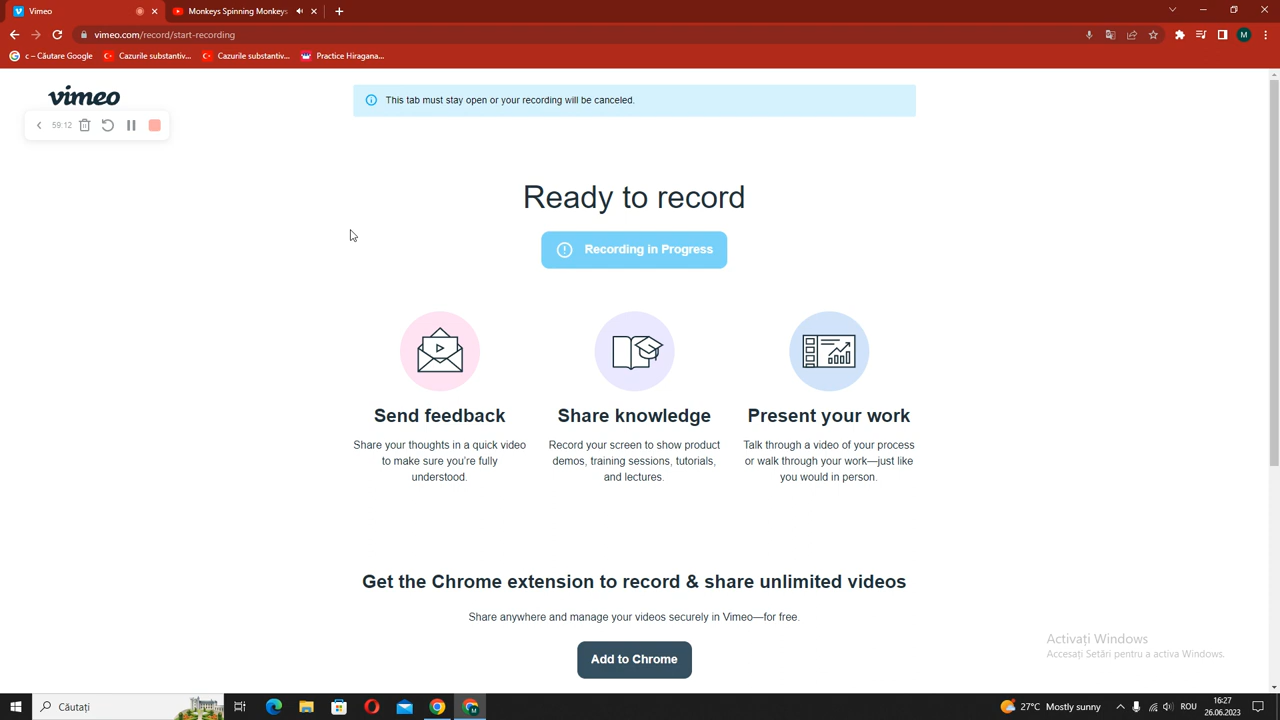 Vimeo
Monkeys Spinning Monkeys
vimeo.com/record/start-recording
M
c – Căutare Google
Cazurile substantiv...
Cazurile substantiv...
Practice Hiragana...
vimeo
This tab must stay open or your recording will be canceled.
59:12
Ready to record
Recording in Progress
Send feedback
Share your thoughts in a quick video
to make sure you're fully
understood.
Share knowledge
Record your screen to show product
demos, training sessions, tutorials,
and lectures.
Present your work
Talk through a video of your process
or walk through your work—just like
you would in person.
Get the Chrome extension to record & share unlimited videos
Share anywhere and manage your videos securely in Vimeo—for free.
Add to Chrome
Activați Windows
Accesați Setări pentru a activa Windows.
Căutați
27°C Mostly sunny
ROU
16:27
26.06.2023